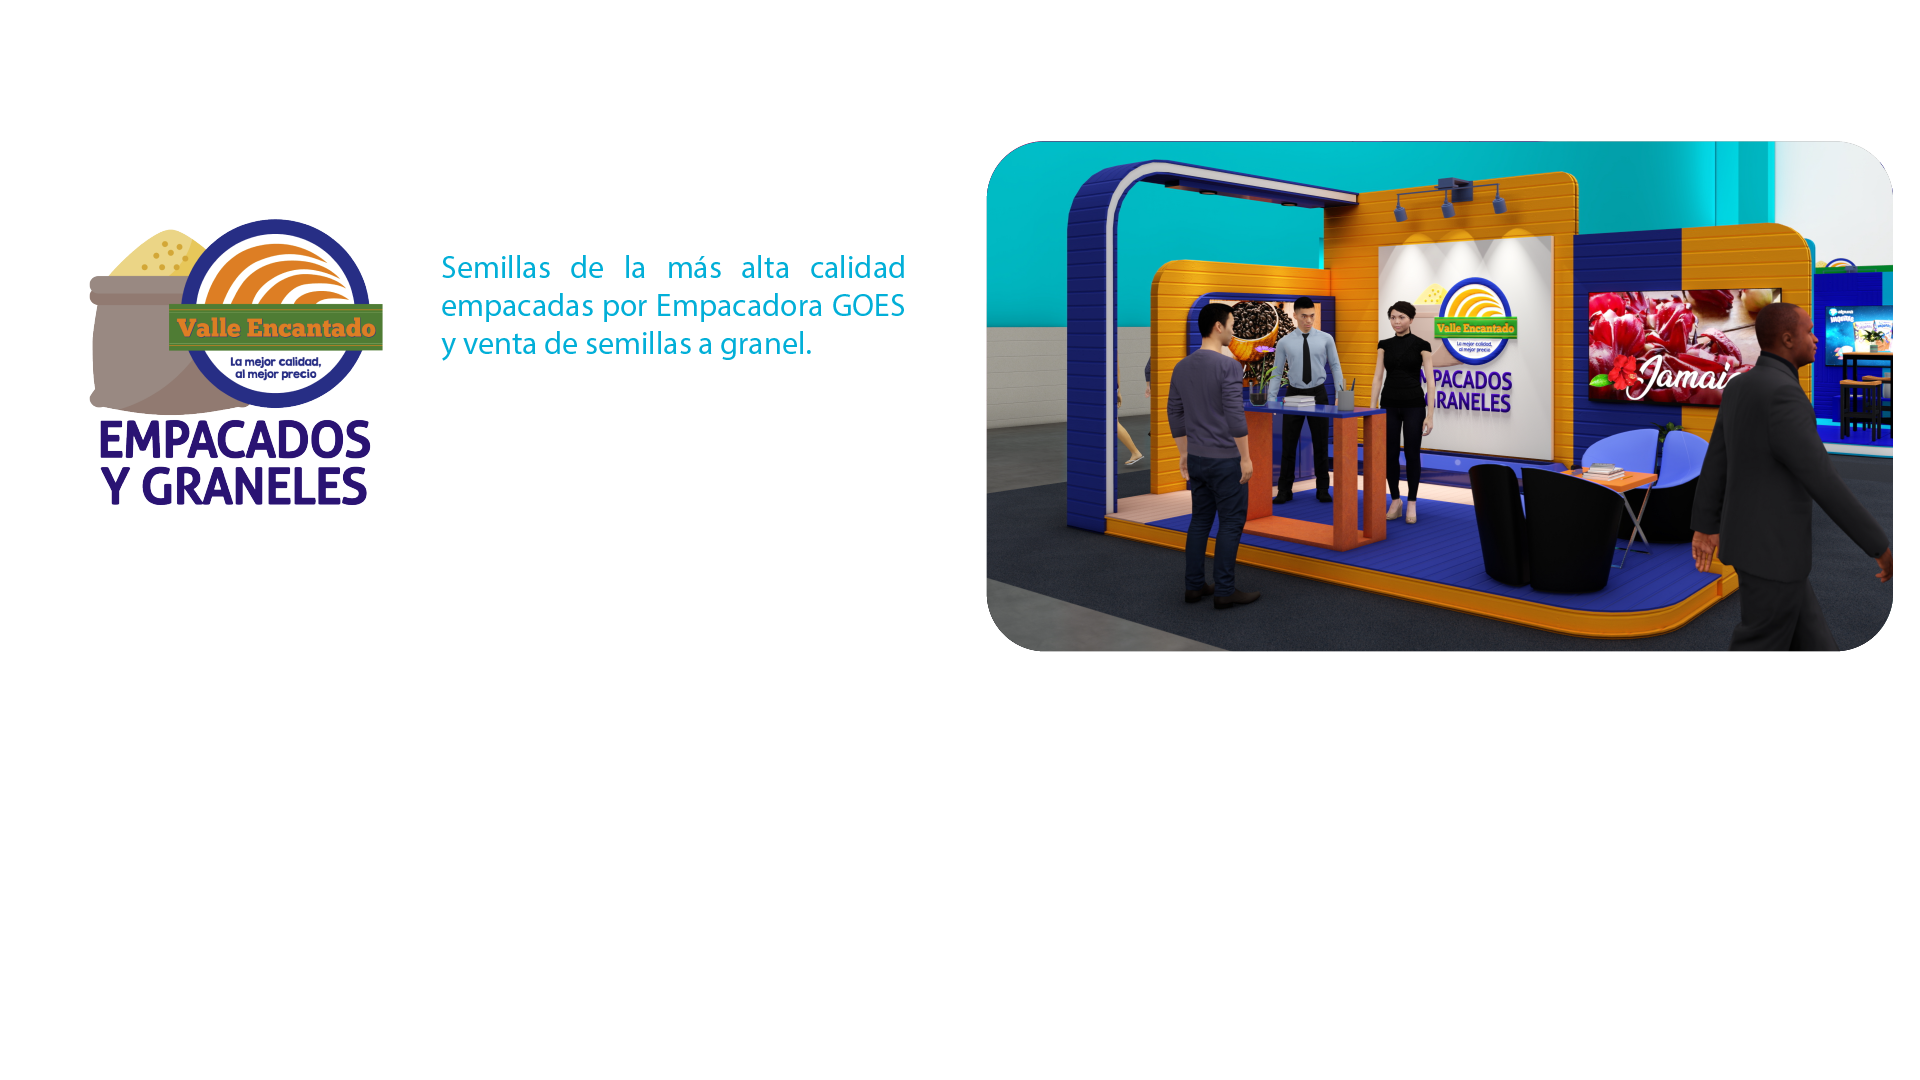 Valle Encantado
La mejor calidad,
al mejor precio
EMPACADOS
Y GRANELES
Semillas de la más alta calidad
empacadas por Empacadora GOES
y venta de semillas a granel.
Valle Encantado
La mejor calidad,
al mejor precio
MPACADOS
RANELES
Jamai